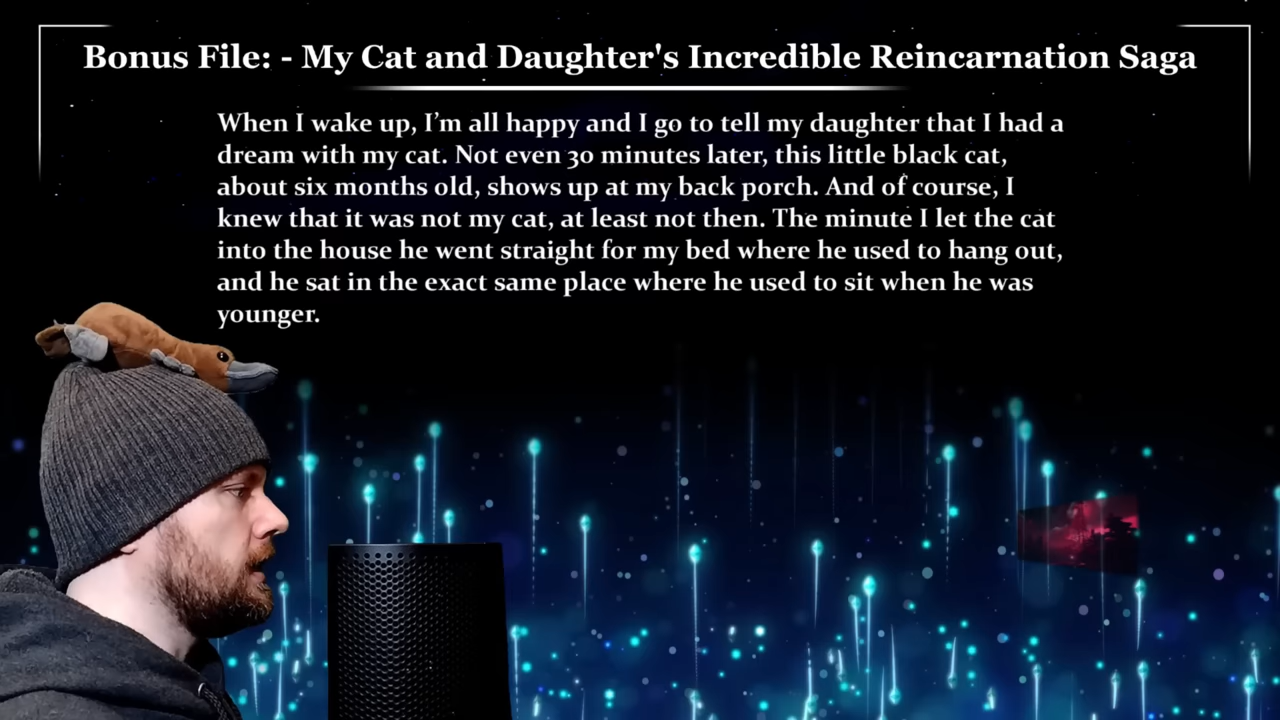 Bonus File: - My Cat and Daughter's Incredible Reincarnation Saga
When I wake up, I’m all happy and I go to tell my daughter that I had a
dream with my cat. Not even 30 minutes later, this little black cat,
about six months old, shows up at my back porch. And of course, I
knew that it was not my cat, at least not then. The minute I let the cat
into the house he went straight for my bed where he used to hang out,
and he sat in the exact same place where he used to sit when he was
younger.